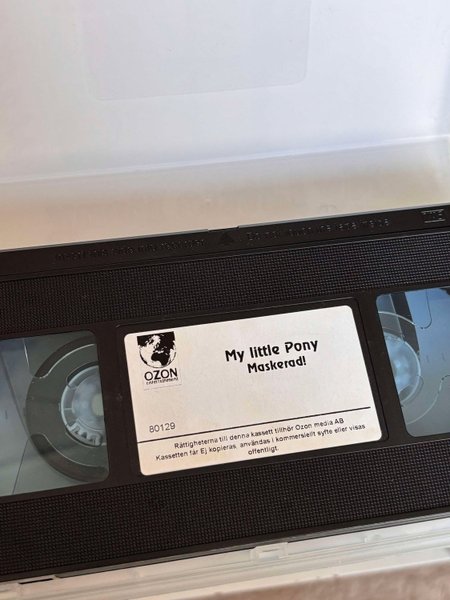 OZON
entertainment
My little Pony
Maskerad!
80129
Rättigheterna till denna kassett tillhör Ozon media AB
Kassetten får Ej kopieras, användas i kommersiellt syfte eller visas
offentligt.